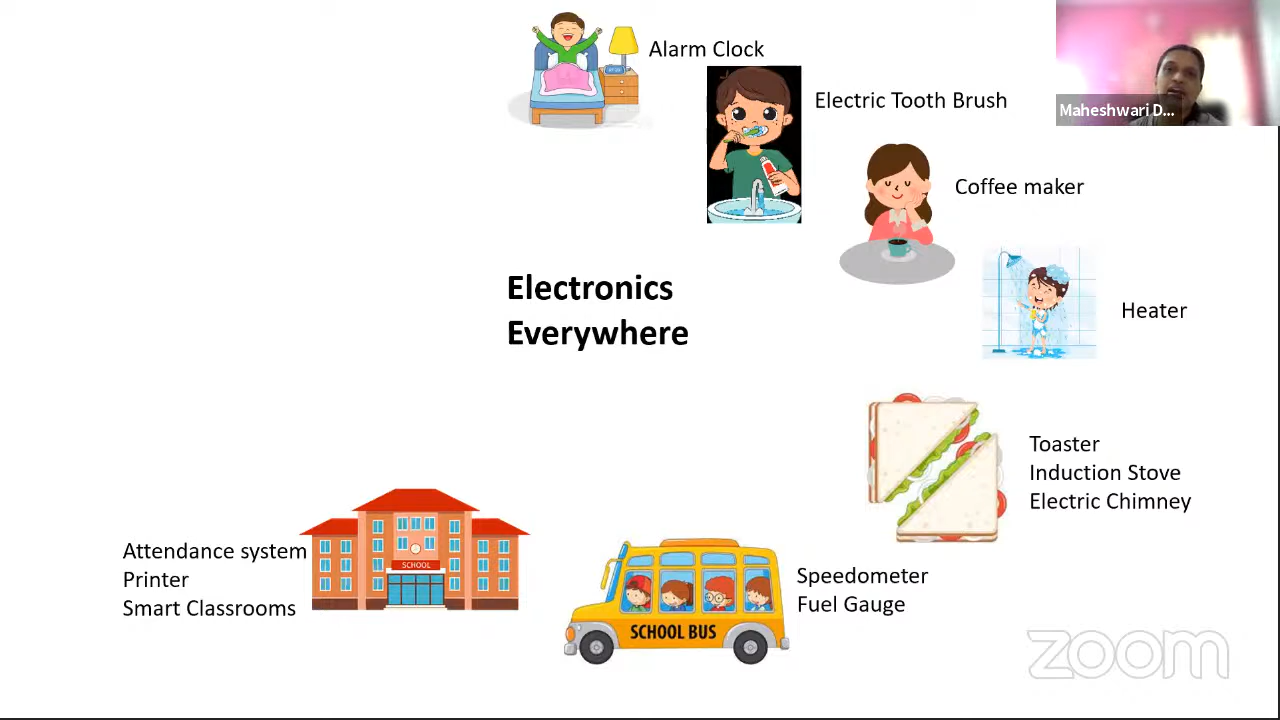 Alarm Clock
Electric Tooth Brush
Maheshwari D...
Coffee maker
Electronics
Everywhere
Heater
Toaster
Induction Stove
Electric Chimney
Attendance system
Printer
Smart Classrooms
SCHOOL
SCHOOL BUS
Speedometer
Fuel Gauge
zoom